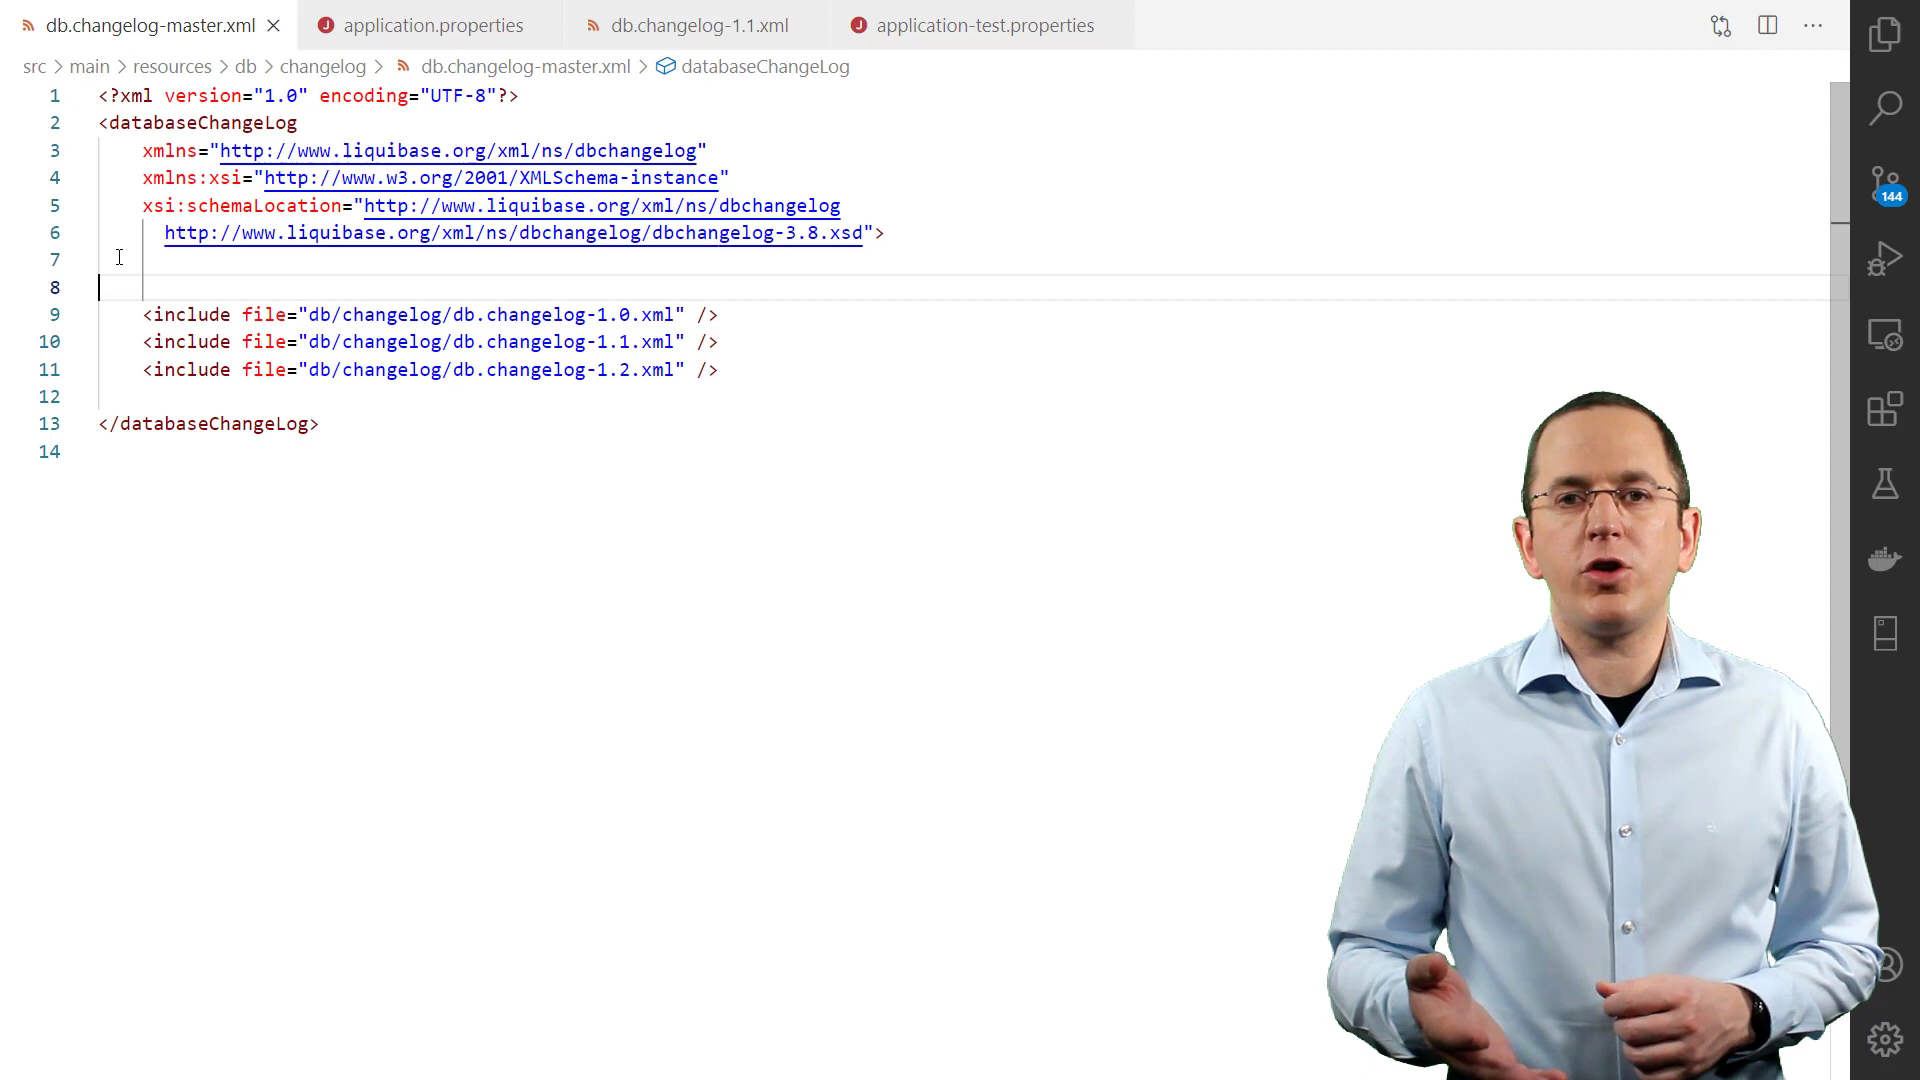 db.changelog-master.xml
application.properties
db.changelog-1.1.xml
application-test.properties
src > main > resources > db > changelog > db.changelog-master.xml > databaseChangeLog
1 <?xml version="1.0" encoding="UTF-8"?>
2 <databaseChangeLog
3 xmlns="http://www.liquibase.org/xml/ns/dbchangelog"
4 xmlns:xsi="http://www.w3.org/2001/XMLSchema-instance"
5 xsi:schemaLocation="http://www.liquibase.org/xml/ns/dbchangelog
6 http://www.liquibase.org/xml/ns/dbchangelog/dbchangelog-3.8.xsd">
7
8
9 <include file="db/changelog/db.changelog-1.0.xml" />
10 <include file="db/changelog/db.changelog-1.1.xml" />
11 <include file="db/changelog/db.changelog-1.2.xml" />
12
13 </databaseChangeLog>
14
144